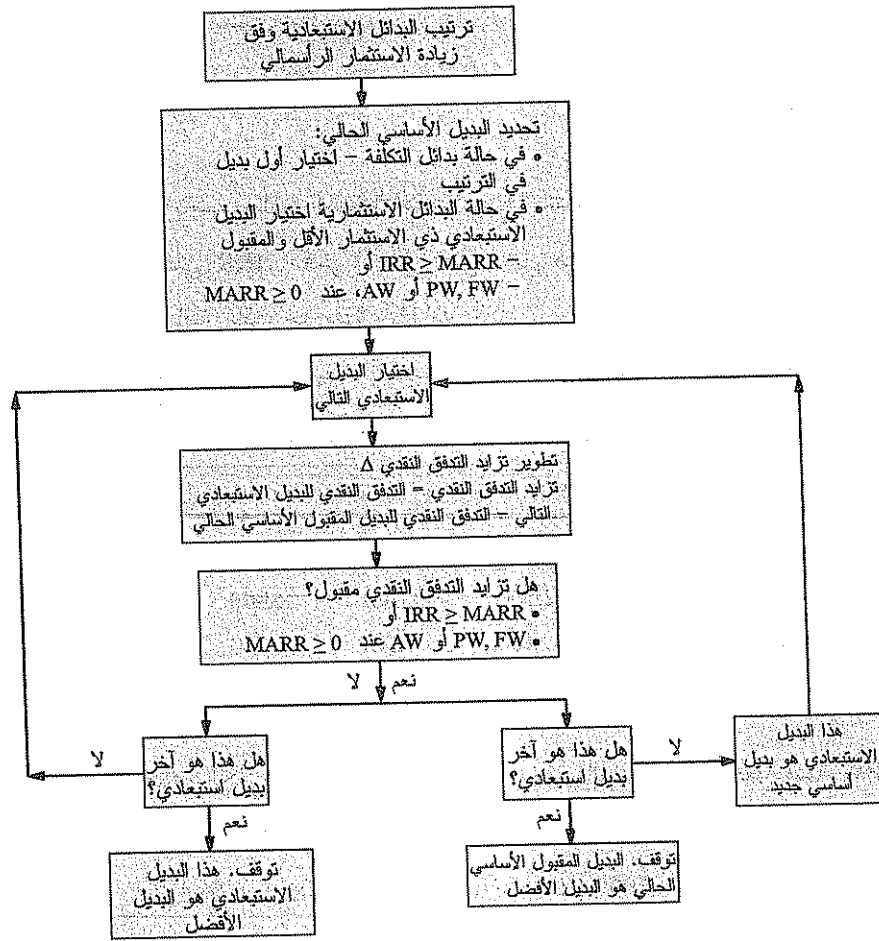 ترتيب البدائل الاستبعادية وفق
زيادة الاستثمار الرأسمالي
تحديد البديل الأساسي الحالي:
• في حالة بدائل التكلفة – اختيار أول بديل
في الترتيب
• في حالة البدائل الاستثمارية اختيار البديل
الاستبعادي ذي الاستثمار الأقل والمقبول
– IRR ≥ MARR أو
– PW, FW أو AW، عند MARR ≥ 0
اختيار البديل
الاستبعادي التالي
تطوير تزايد التدفق النقدي Δ
تزايد التدفق النقدي = التدفق النقدي للبديل الاستبعادي
التالي – التدفق النقدي للبديل المقبول الأساسي الحالي
هل تزايد التدفق النقدي مقبول؟
• IRR ≥ MARR أو
• PW, FW أو AW عند MARR ≥ 0
نعم
لا
هل هذا هو آخر
بديل استبعادي؟
لا
هذا البديل
الاستبعادي هو بديل
أساسي جديد
هل هذا هو آخر
بديل استبعادي؟
لا
نعم
نعم
توقف، البديل المقبول الأساسي
الحالي هو البديل الأفضل
توقف، هذا البديل
الاستبعادي هو البديل
الأفضل